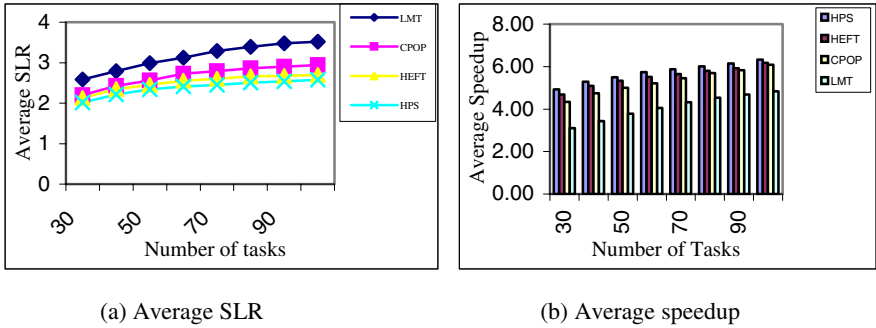 Average SLR
4
3
2
1
0
30
50
70
90
Number of tasks
LMT
CPOP
HEFT
HPS
Average Speedup
8.00
6.00
4.00
2.00
0.00
30
50
70
90
Number of Tasks
HPS
HEFT
CPOP
LMT
(a) Average SLR
(b) Average speedup